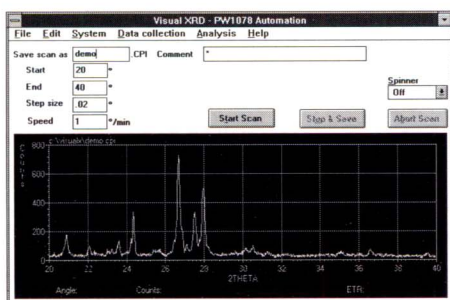 Visual XRD - PW1078 Automation
File Edit System Data collection Analysis Help
Save scan as demo .CPI Comment *
Start 20 °
End 40 °
Step size .02 °
Speed 1 °/min
Spinner
Off
Start Scan Stop & Save Abort Scan
c:\visualx\demo.cpi
Counts
800
600
400
200
0
20 22 24 26 28 30 32 34 36 38 40
2THETA
Angle: Counts: ETR: